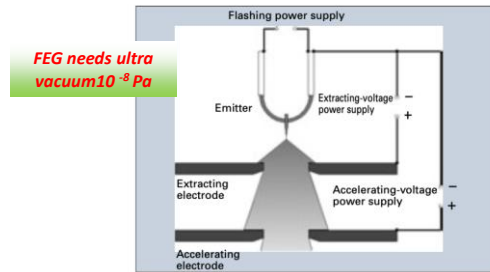 Flashing power supply
FEG needs ultra
vacuum10 -8 Pa
Emitter
Extracting-voltage
power supply
−
+
Extracting
electrode
Accelerating-voltage
power supply
−
+
Accelerating
electrode